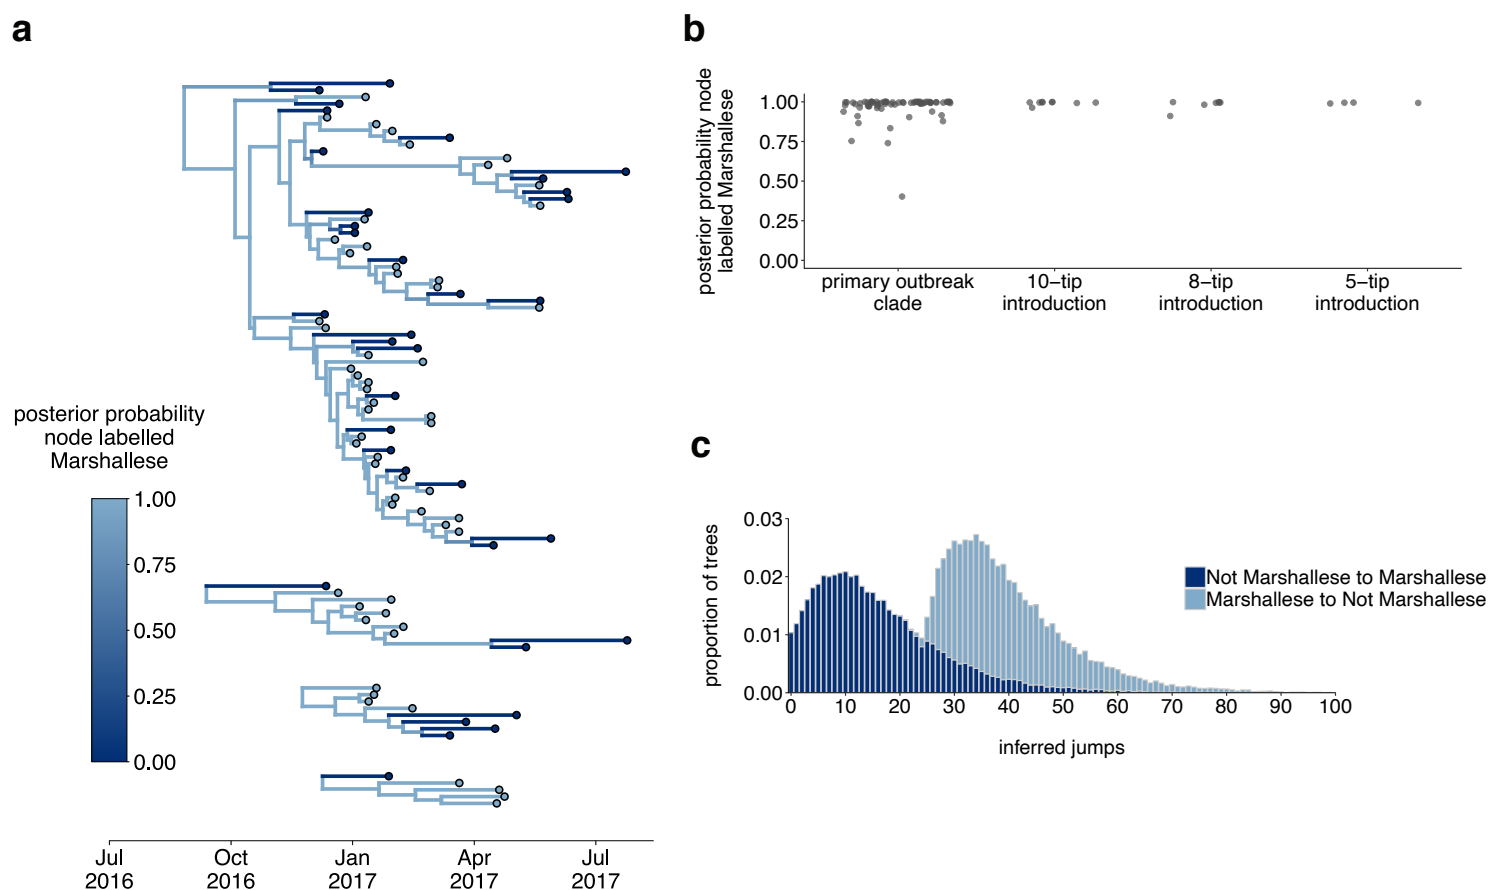 a
posterior probability
node labelled
Marshallese
1.00
0.75
0.50
0.25
0.00
Jul
2016
Oct
2016
Jan
2017
Apr
2017
Jul
2017
b
posterior probability node
labelled Marshallese
1.00
0.75
0.50
0.25
0.00
primary outbreak
clade
10–tip
introduction
8–tip
introduction
5–tip
introduction
c
proportion of trees
0.03
0.02
0.01
0.00
0 10 20 30 40 50 60 70 80 90 100
inferred jumps
Not Marshallese to Marshallese
Marshallese to Not Marshallese